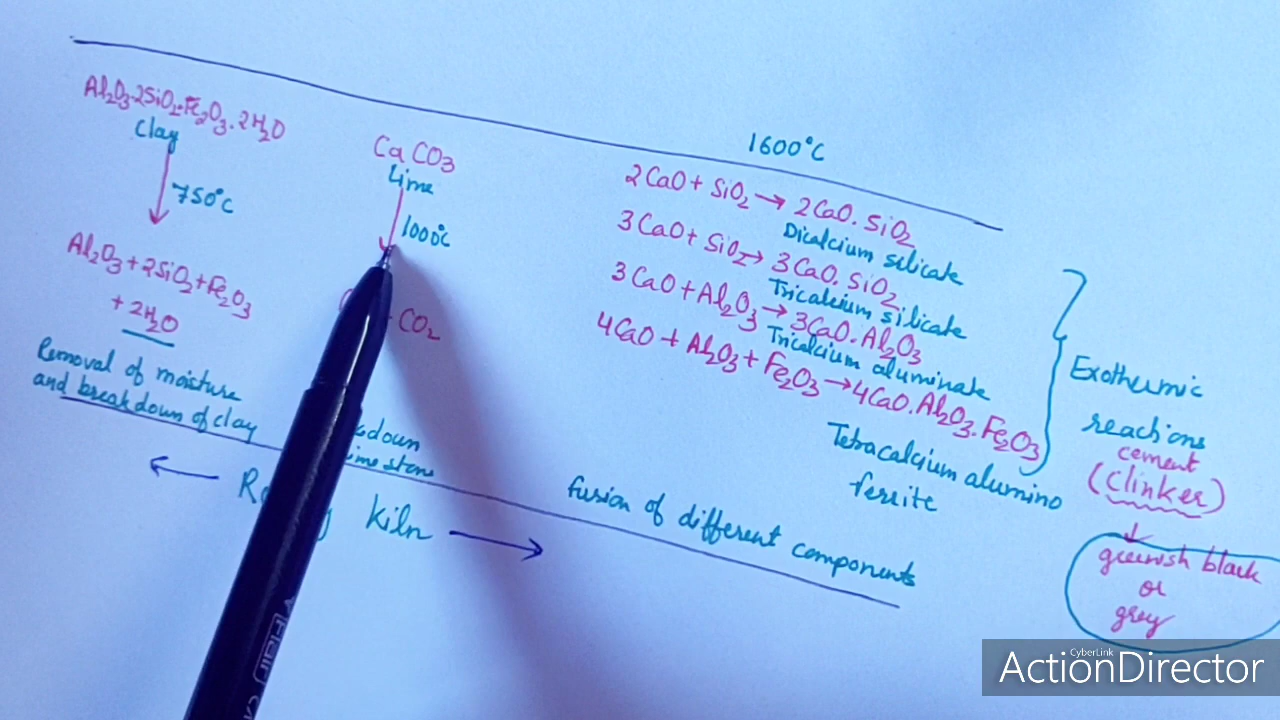 Al₂O₃.2SiO₂.Fe₂O₃.2H₂O
Clay
750°C
Al₂O₃+2SiO₂+Fe₂O₃
+ 2H₂O
Removal of moisture
and breakdown of clay
CaCO₃
Lime
1000°C
CO₂
kiln
1600°C
2CaO+ SiO₂→ 2CaO.SiO₂
Dicalcium silicate
3CaO+ SiO₂→ 3CaO.SiO₂
Tricalcium silicate
3CaO+Al₂O₃→3CaO.Al₂O₃
Tricalcium aluminate
4CaO + Al₂O₃+ Fe₂O₃→4CaO.Al₂O₃.Fe₂O₃
Tetracalcium alumino
ferrite
fusion of different components
Exothermic
reactions
cement
(Clinker)
greenish black
or
grey
CyberLink
ActionDirector